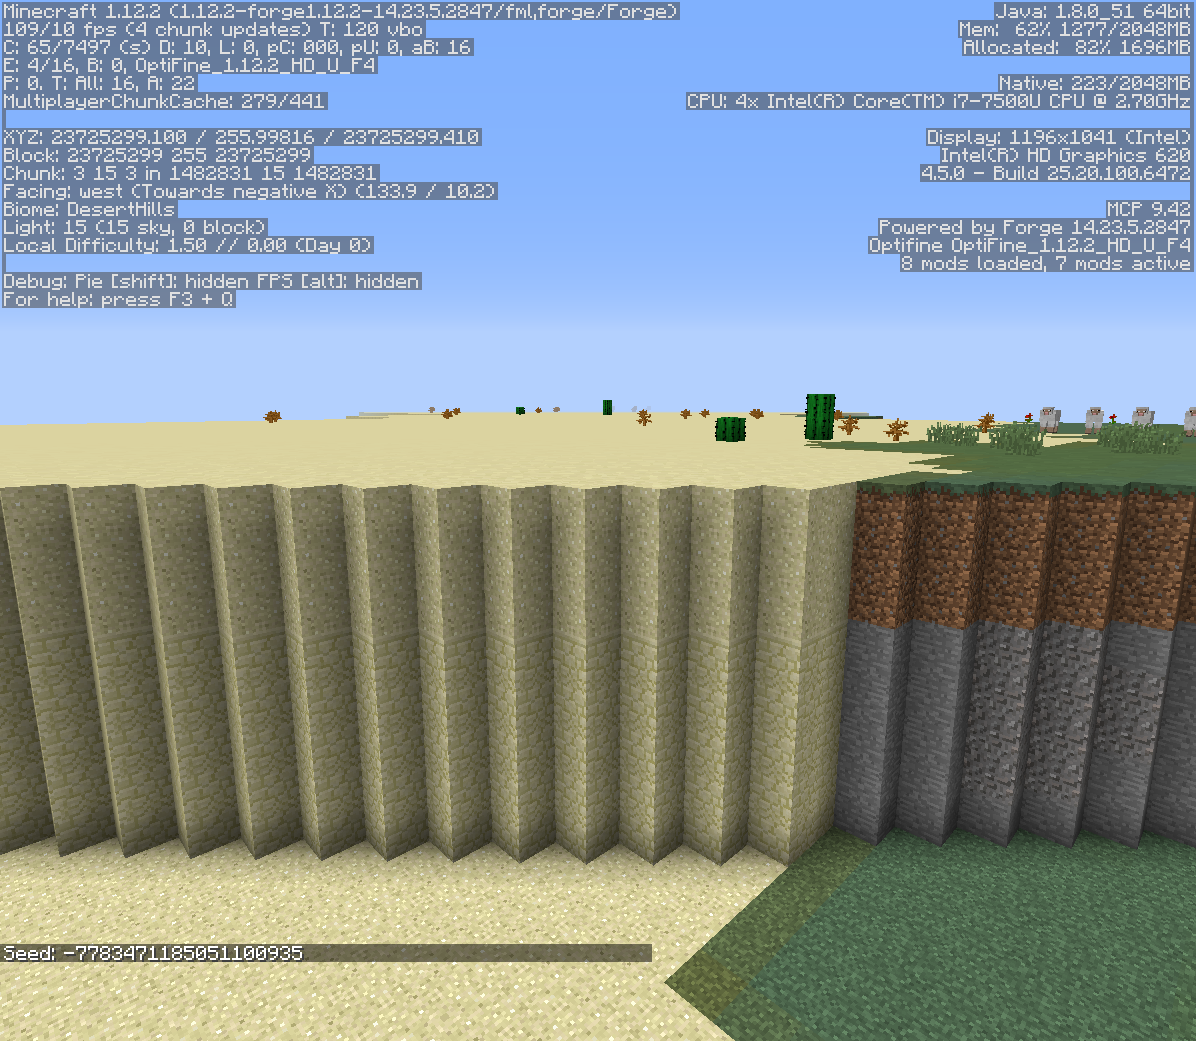 Minecraft 1.12.2 (1.12.2-forge1.12.2-14.23.5.2847/fml,forge/Forge)
109/10 fps (4 chunk updates) T: 120 vbo
C: 65/7497 (s) D: 10, L: 0, pC: 000, pU: 0, aB: 16
E: 4/16, B: 0, OptiFine_1.12.2_HD_U_F4
P: 0. T: All: 16, A: 22
MultiplayerChunkCache: 279/441
XYZ: 23725299.100 / 255.99816 / 23725299.410
Block: 23725299 255 23725299
Chunk: 3 15 3 in 1482831 15 1482831
Facing: west (Towards negative X) (133.9 / 10.2)
Biome: DesertHills
Light: 15 (15 sky, 0 block)
Local Difficulty: 1.50 // 0.00 (Day 0)
Debug: Pie [shift]: hidden FPS [alt]: hidden
For help: press F3 + Q
Java: 1.8.0_51 64bit
Mem: 62% 1277/2048MB
Allocated: 82% 1696MB
Native: 223/2048MB
CPU: 4x Intel(R) Core(TM) i7-7500U CPU @ 2.70GHz
Display: 1196x1041 (Intel)
Intel(R) HD Graphics 620
4.5.0 - Build 25.20.100.6472
MCP 9.42
Powered by Forge 14.23.5.2847
Optifine OptiFine_1.12.2_HD_U_F4
8 mods loaded, 7 mods active
Seed: -7783471185051100935